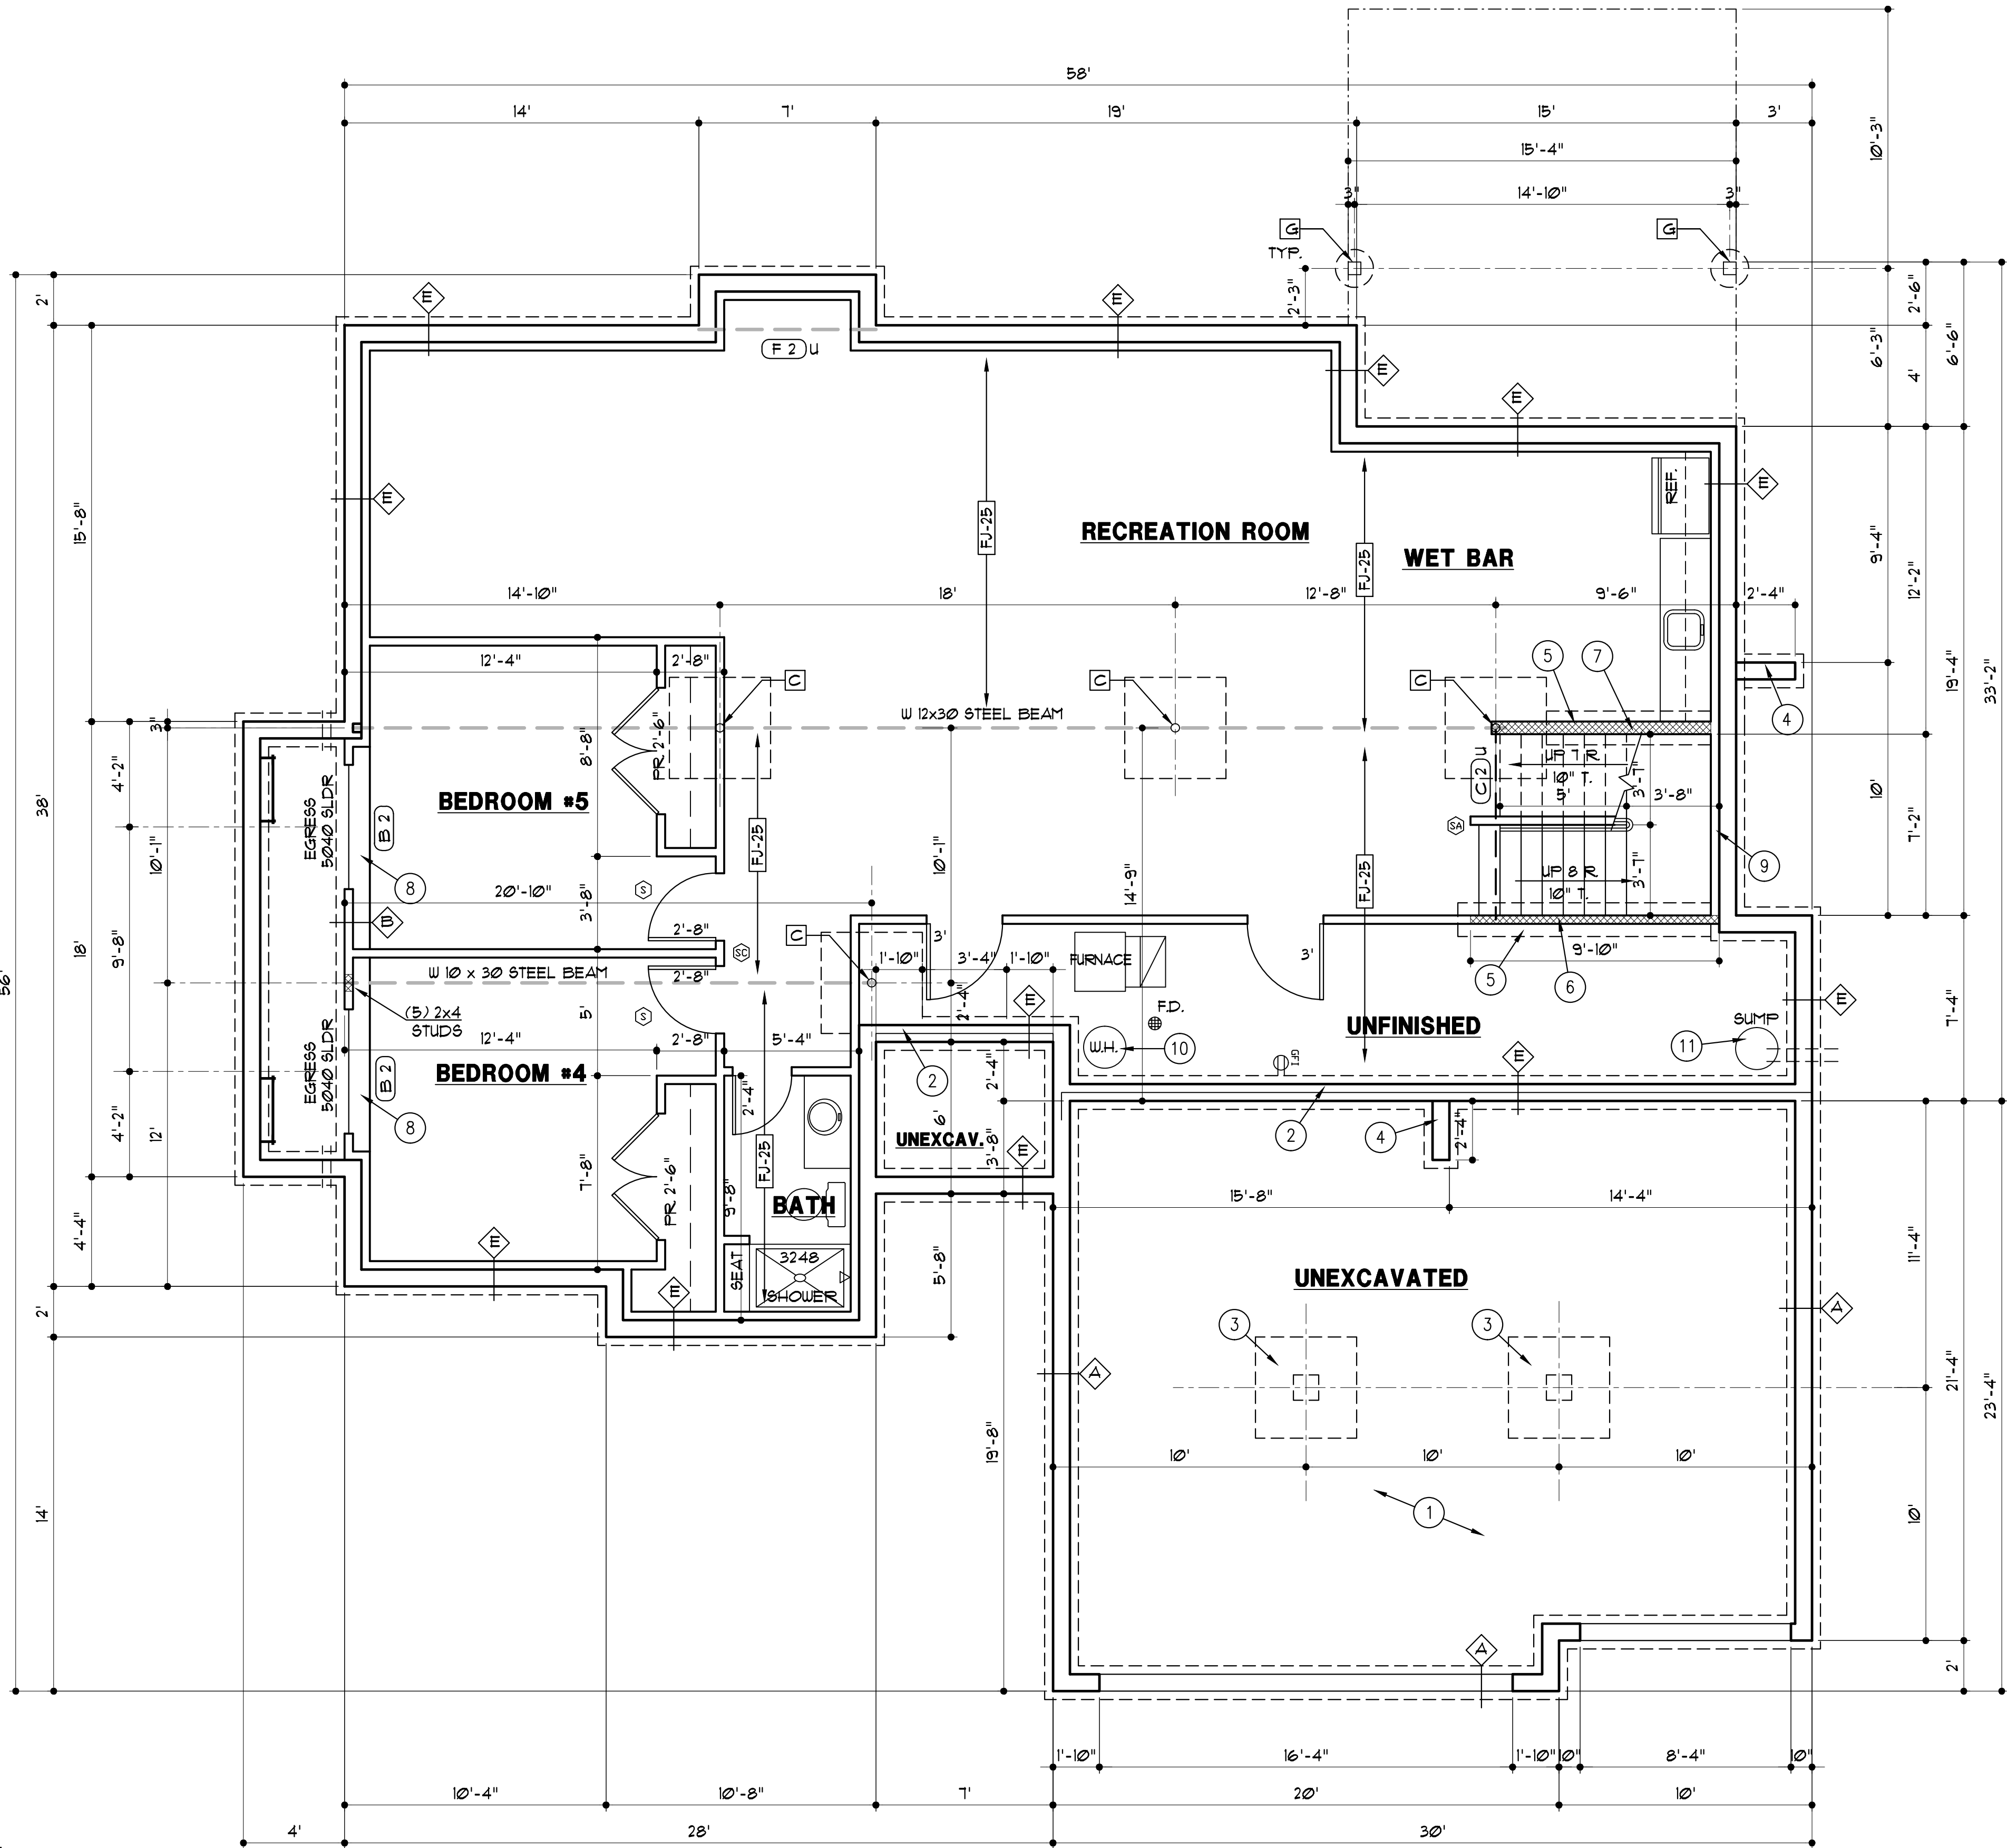 58'
14'
7'
19'
15'
3'
15'-4"
10'-3"
3"
14'-10"
3"
G
G
TYP.
2'-3"
2'
E
E
2'-6"
6'-3"
6'-6"
4'
F 2
U
E
E
15'-8"
E
E
REF.
FJ-25
RECREATION ROOM
FJ-25
WET BAR
9'-4"
12'-2"
14'-10"
18'
12'-8"
9'-6"
2'-4"
19'-4"
33'-2"
12'-4"
2'-8"
C
C
C
5
7
4
3"
W 12x30 STEEL BEAM
PR 2'-6"
8'-8"
4'-2"
EGRESS
5040 SLDR
B 2
BEDROOM #5
C 2
U
UP 7 R
10" T.
5'
3'-7"
3'-8"
10'
38'
FJ-25
10'-1"
SA
7'-2"
10'-1"
8
20'-10"
S
3'-8"
14'-9"
FJ-25
UP 8 R
10" T.
3'-7"
9
18'
9'-8"
B
2'-8"
C
3'
3'
9'-10"
SC
W 10 x 30 STEEL BEAM
2'-8"
1'-10"
3'-4"
1'-10"
FURNACE
5
6
56'
(5) 2x4
STUDS
5'
S
2'-4"
E
F.D.
UNFINISHED
SUMP
E
7'-4"
EGRESS
5040 SLDR
12'-4"
2'-8"
5'-4"
W.H.
10
GFI
E
11
B 2
BEDROOM #4
2
2'-4"
2'-4"
4'-2"
12'
8
6'
UNEXCAV.
3'-8"
E
2
4
2'-4"
7'-8"
PR 2'-6"
FJ-25
9'-8"
BATH
15'-8"
14'-4"
4'-4"
E
SEAT
3248
SHOWER
5'-8"
UNEXCAVATED
11'-4"
2'
E
3
3
A
A
21'-4"
23'-4"
19'-8"
10'
10'
10'
14'
1
10'
A
2'
1'-10"
16'-4"
1'-10"
10"
8'-4"
10"
10'-4"
10'-8"
7'
20'
10'
4'
28'
30'